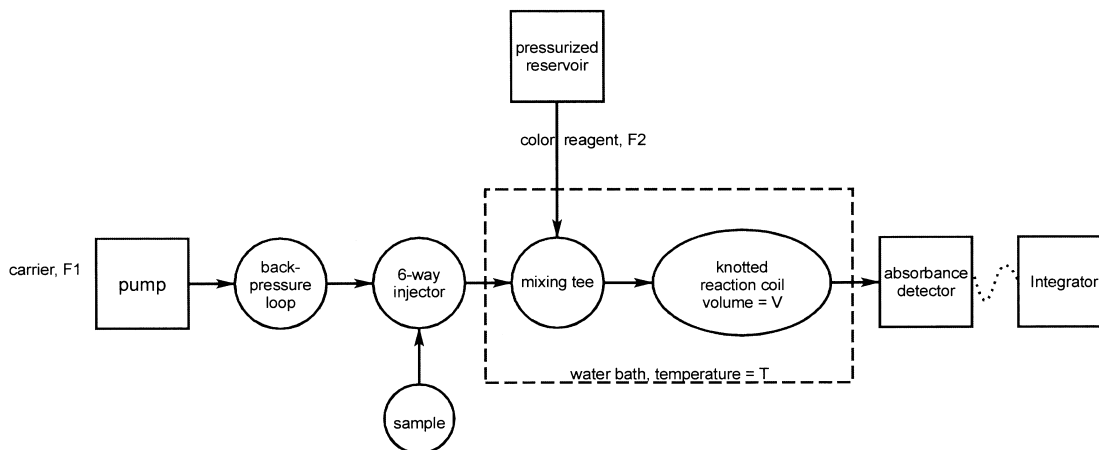 pressurized
reservoir
color reagent, F2
carrier, F1
pump
back-
pressure
loop
6-way
injector
mixing tee
knotted
reaction coil
volume = V
absorbance
detector
Integrator
water bath, temperature = T
sample